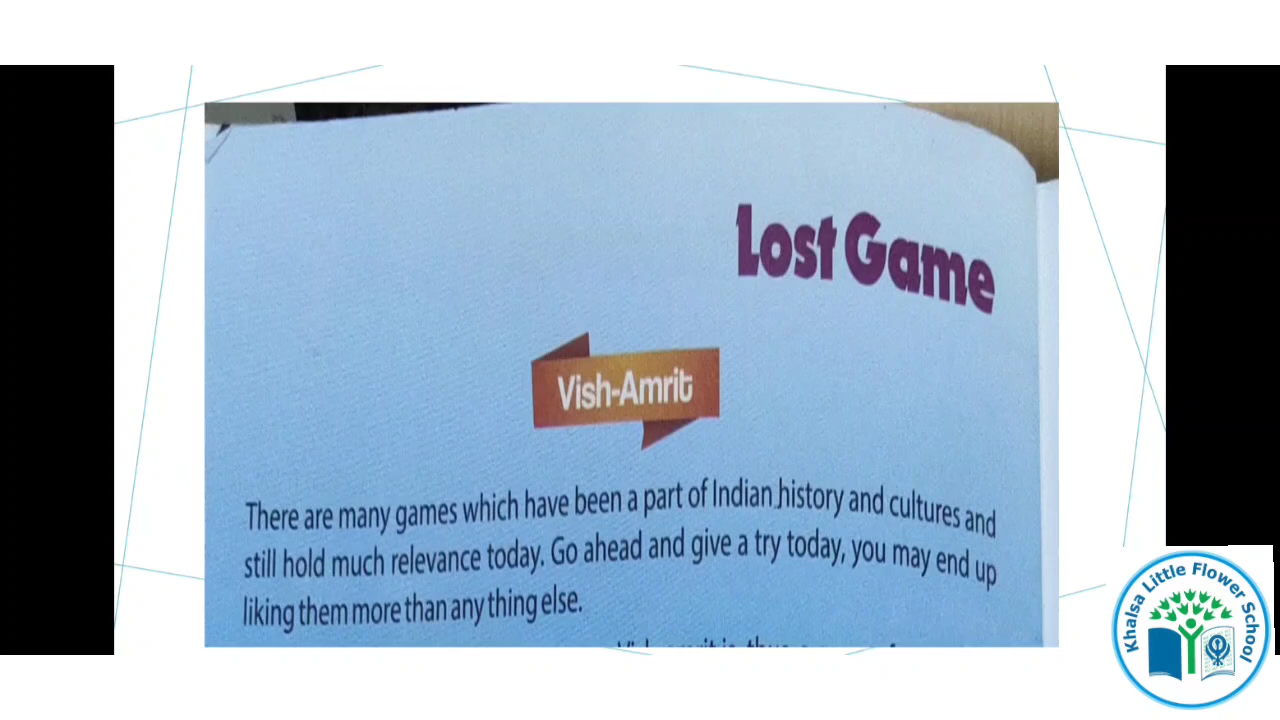 Lost Game
Vish-Amrit
There are many games which have been a part of Indian history and cultures and
still hold much relevance today. Go ahead and give a try today, you may end up
liking them more than any thing else.
Khalsa Little Flower School